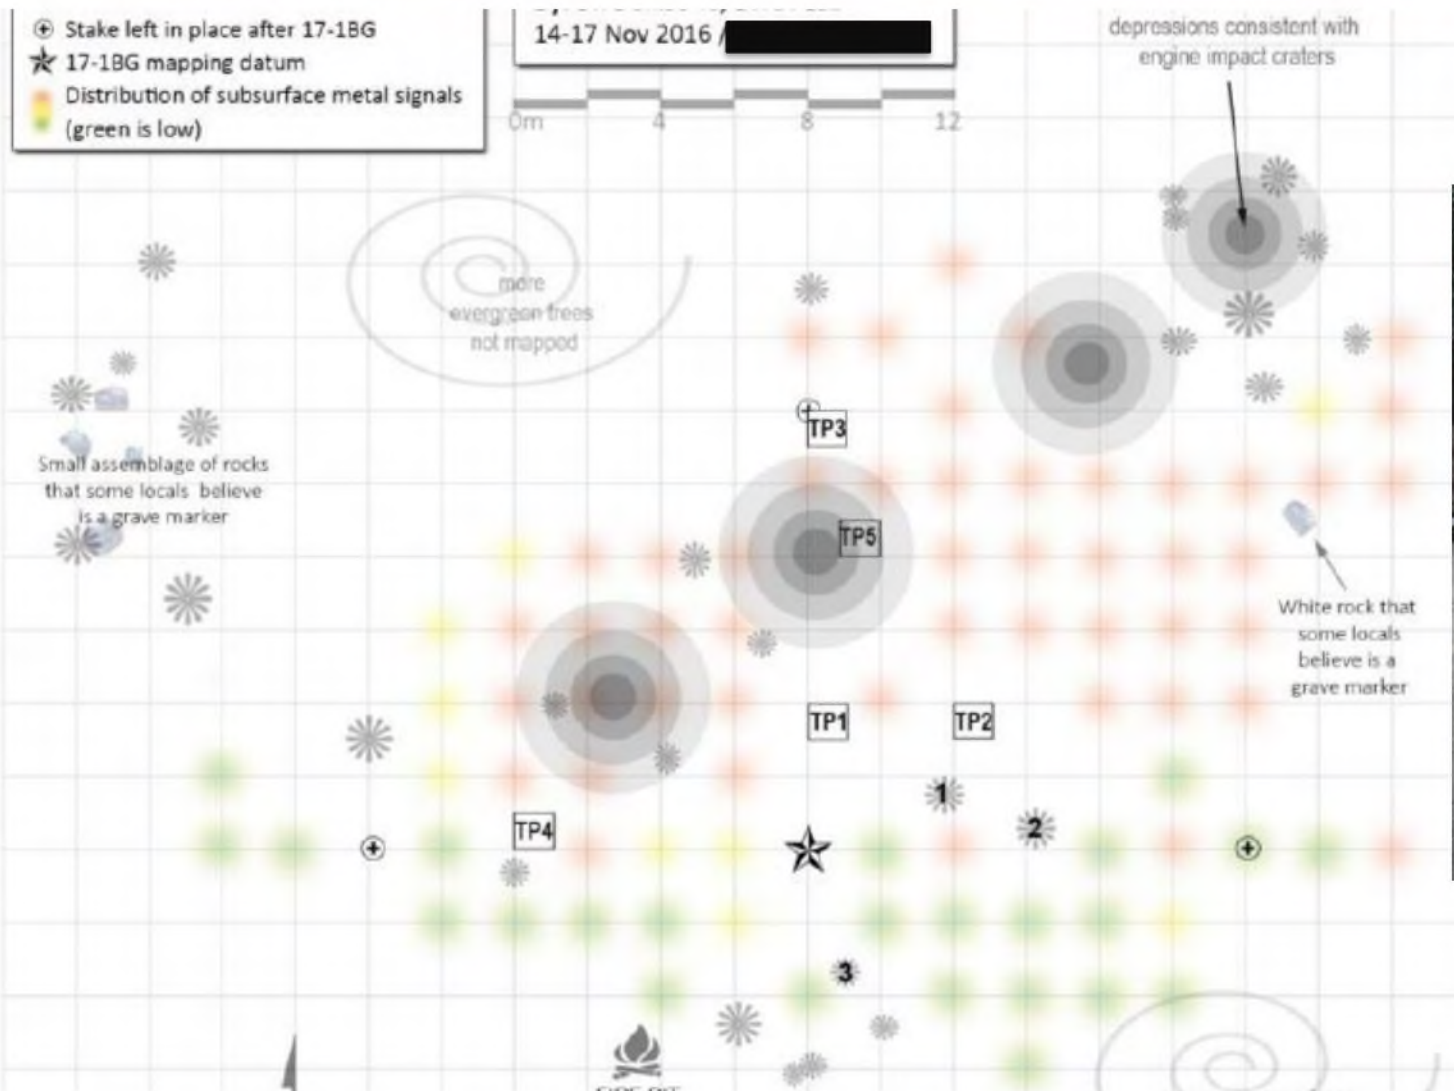 Stake left in place after 17-1BG
17-1BG mapping datum
Distribution of subsurface metal signals
(green is low)
14-17 Nov 2016 /
0m 4 8 12
depressions consistent with
engine impact craters
more
evergreen trees
not mapped
TP3
Small assemblage of rocks
that some locals believe
is a grave marker
TP5
White rock that
some locals
believe is a
grave marker
TP1
TP2
1
2
TP4
3
FIRE PIT